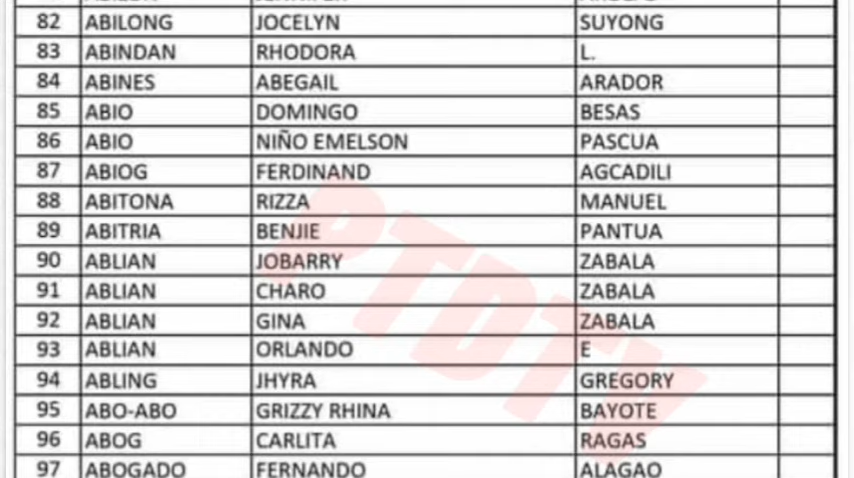 82 ABILONG JOCELYN SUYONG
83 ABINDAN RHODORA L.
84 ABINES ABEGAIL ARADOR
85 ABIO DOMINGO BESAS
86 ABIO NIÑO EMELSON PASCUA
87 ABIOG FERDINAND AGCADILI
88 ABITONA RIZZA MANUEL
89 ABITRIA BENJIE PANTUA
90 ABLIAN JOBARRY ZABALA
91 ABLIAN CHARO ZABALA
92 ABLIAN GINA ZABALA
93 ABLIAN ORLANDO E
94 ABLING JHYRA GREGORY
95 ABO-ABO GRIZZY RHINA BAYOTE
96 ABOG CARLITA RAGAS
97 ABOGADO FERNANDO ALAGAO
PTDTV